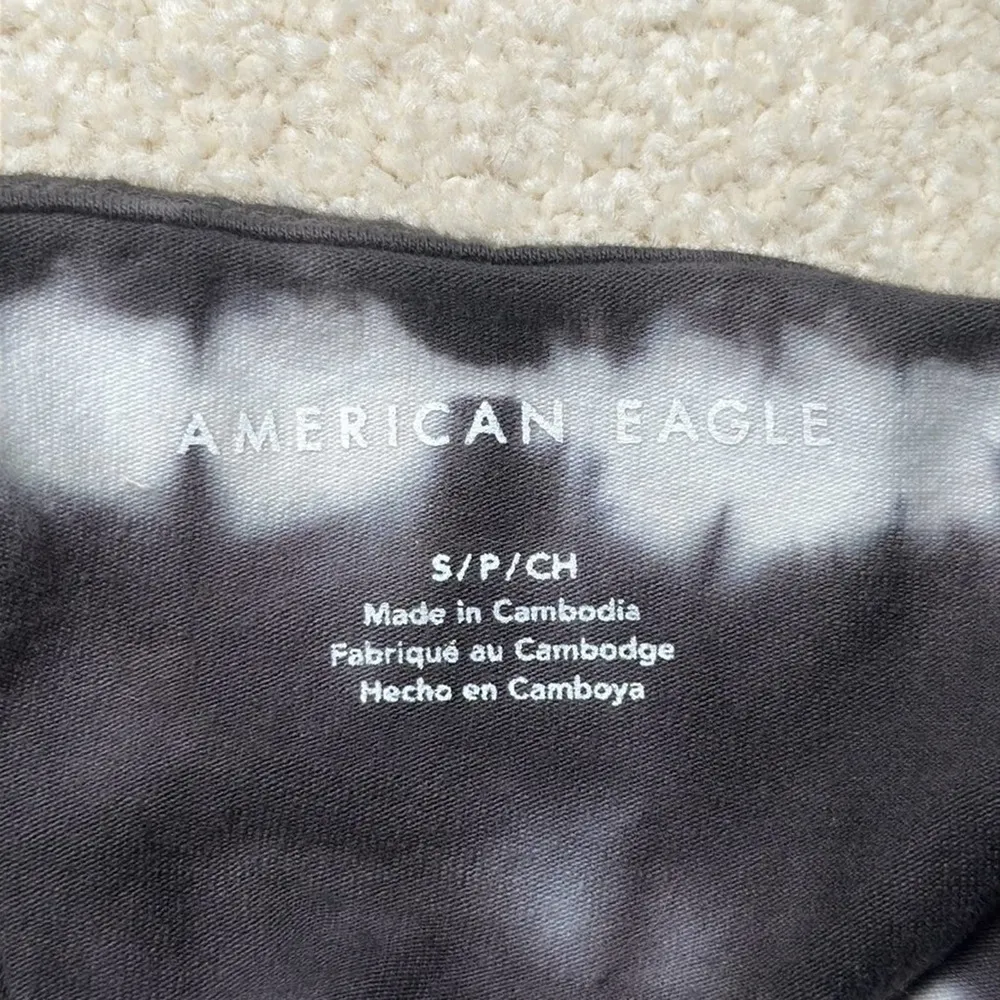 AMERICAN EAGLE
S/P/CH
Made in Cambodia
Fabriqué au Cambodge
Hecho en Camboya